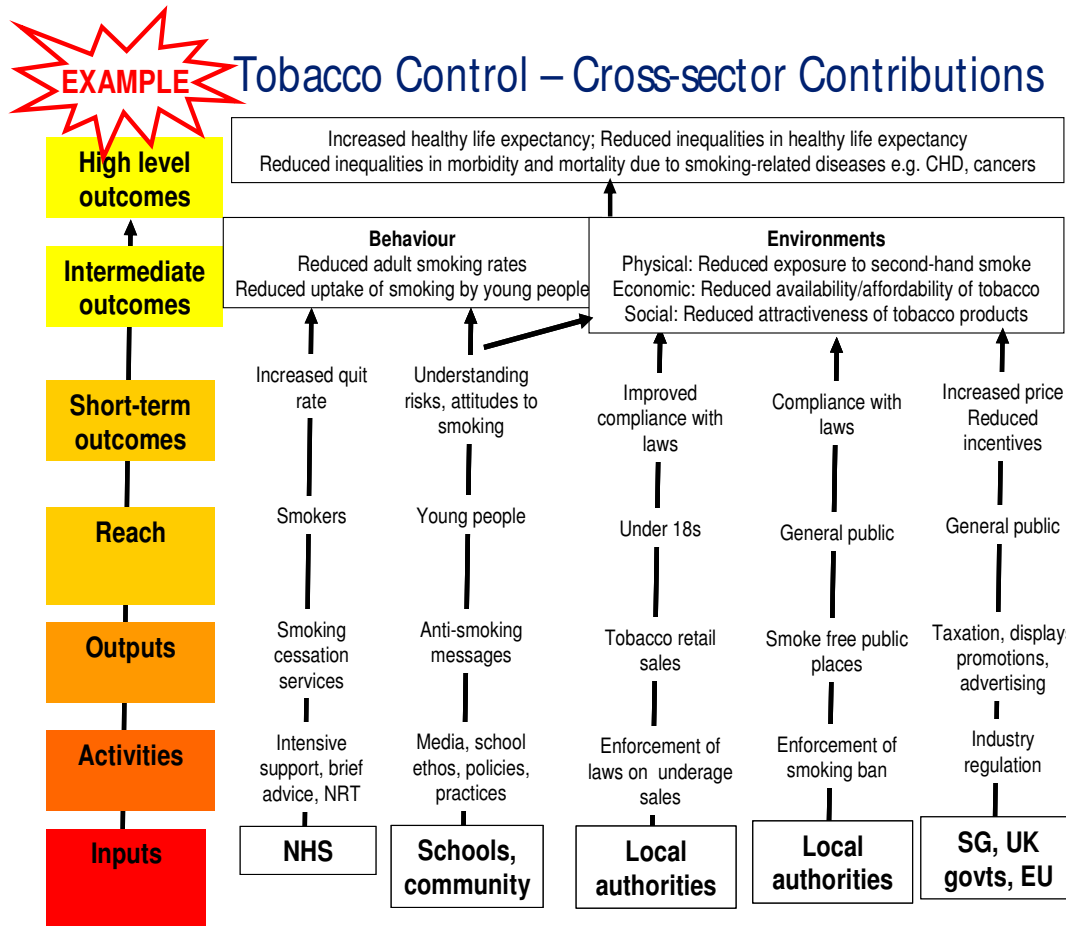 EXAMPLE
Tobacco Control – Cross-sector Contributions
High level
outcomes
Increased healthy life expectancy; Reduced inequalities in healthy life expectancy
Reduced inequalities in morbidity and mortality due to smoking-related diseases e.g. CHD, cancers
Intermediate
outcomes
Behaviour
Reduced adult smoking rates
Reduced uptake of smoking by young people
Environments
Physical: Reduced exposure to second-hand smoke
Economic: Reduced availability/affordability of tobacco
Social: Reduced attractiveness of tobacco products
Short-term
outcomes
Increased quit
rate
Understanding
risks, attitudes to
smoking
Improved
compliance with
laws
Compliance with
laws
Increased price
Reduced
incentives
Reach
Smokers
Young people
Under 18s
General public
General public
Outputs
Smoking
cessation
services
Anti-smoking
messages
Tobacco retail
sales
Smoke free public
places
Taxation, displays
promotions,
advertising
Activities
Intensive
support, brief
advice, NRT
Media, school
ethos, policies,
practices
Enforcement of
laws on underage
sales
Enforcement of
smoking ban
Industry
regulation
Inputs
NHS
Schools,
community
Local
authorities
Local
authorities
SG, UK
govts, EU